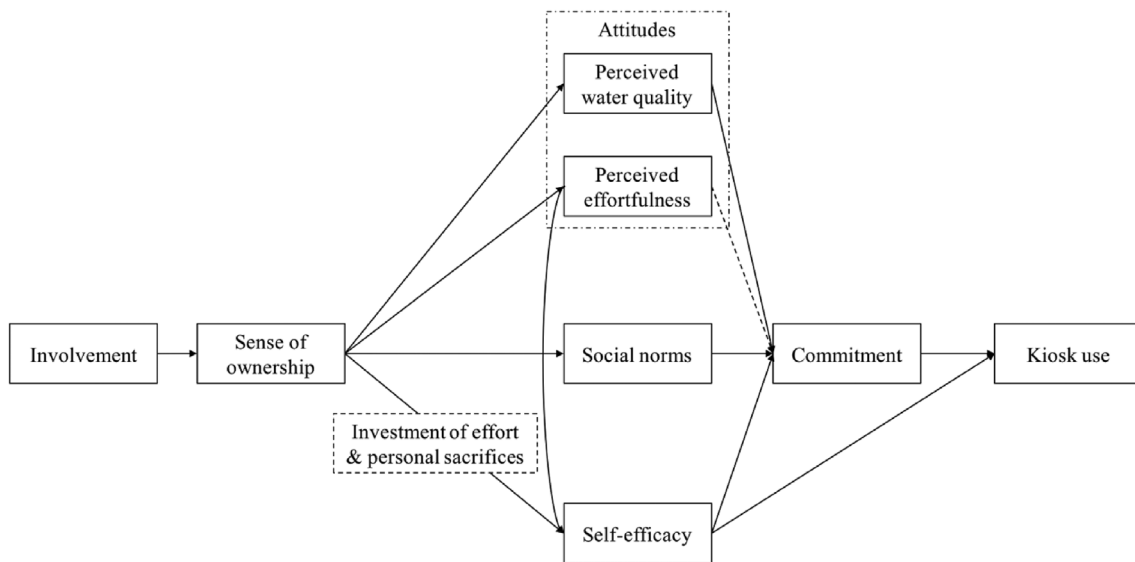 Attitudes
Perceived
water quality
Perceived
effortfulness
Involvement
Sense of
ownership
Social norms
Commitment
Kiosk use
Investment of effort
& personal sacrifices
Self-efficacy